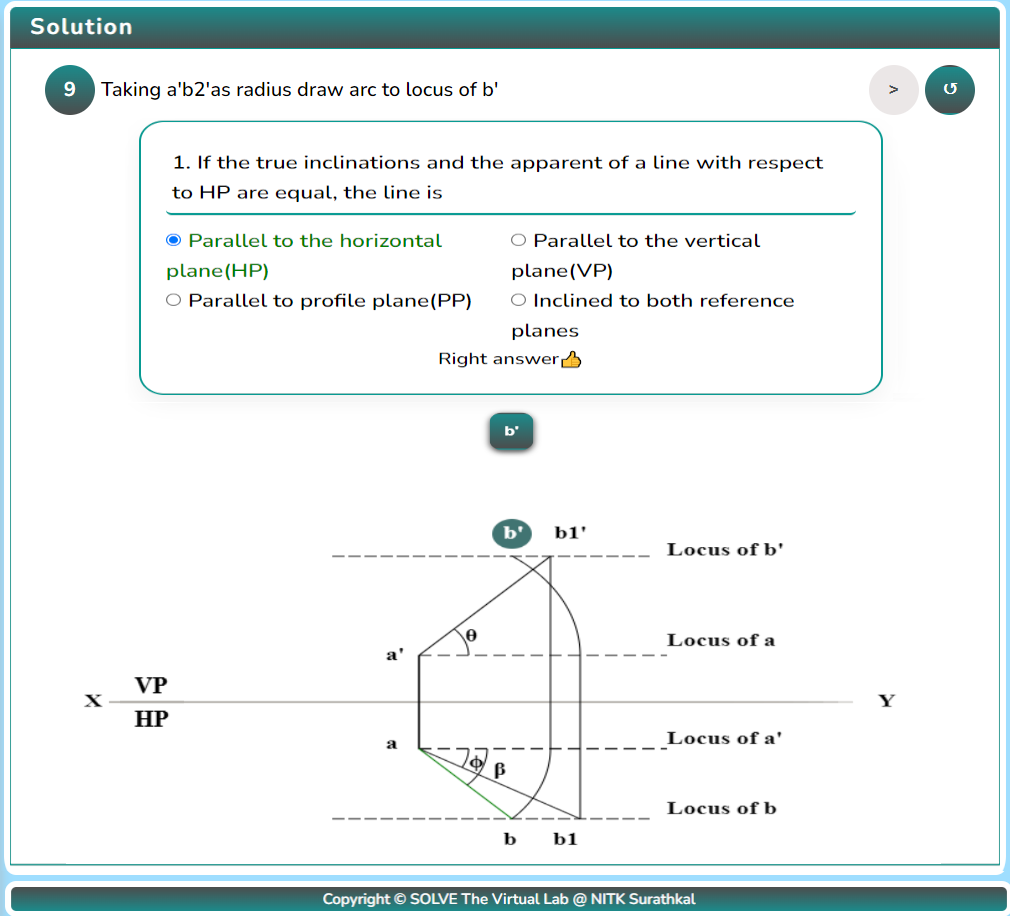 Solution
9 Taking a'b2'as radius draw arc to locus of b' > ↺
1. If the true inclinations and the apparent of a line with respect
to HP are equal, the line is
Parallel to the horizontal
plane(HP)
Parallel to the vertical
plane(VP)
Parallel to profile plane(PP)
Inclined to both reference
planes
Right answer👍
b'
b' b1'
Locus of b'
θ
Locus of a
a'
VP
X Y
HP
a
Locus of a'
ϕ β
Locus of b
b b1
Copyright © SOLVE The Virtual Lab @ NITK Surathkal